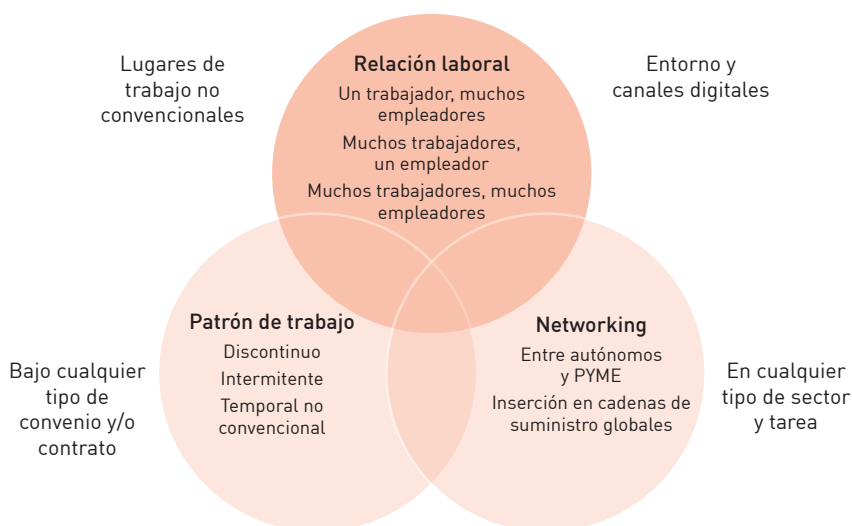 Lugares de
trabajo no
convencionales
Relación laboral
Un trabajador, muchos
empleadores
Muchos trabajadores,
un empleador
Muchos trabajadores, muchos
empleadores
Entorno y
canales digitales
Bajo cualquier
tipo de
convenio y/o
contrato
Patrón de trabajo
Discontinuo
Intermitente
Temporal no
convencional
Networking
Entre autónomos
y PYME
Inserción en cadenas de
suministro globales
En cualquier
tipo de sector
y tarea